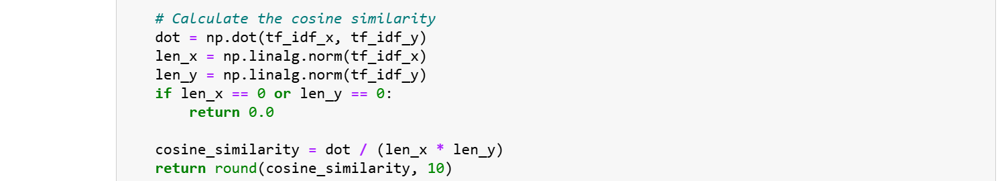 # Calculate the cosine similarity
dot = np.dot(tf_idf_x, tf_idf_y)
len_x = np.linalg.norm(tf_idf_x)
len_y = np.linalg.norm(tf_idf_y)
if len_x == 0 or len_y == 0:
    return 0.0

cosine_similarity = dot / (len_x * len_y)
return round(cosine_similarity, 10)